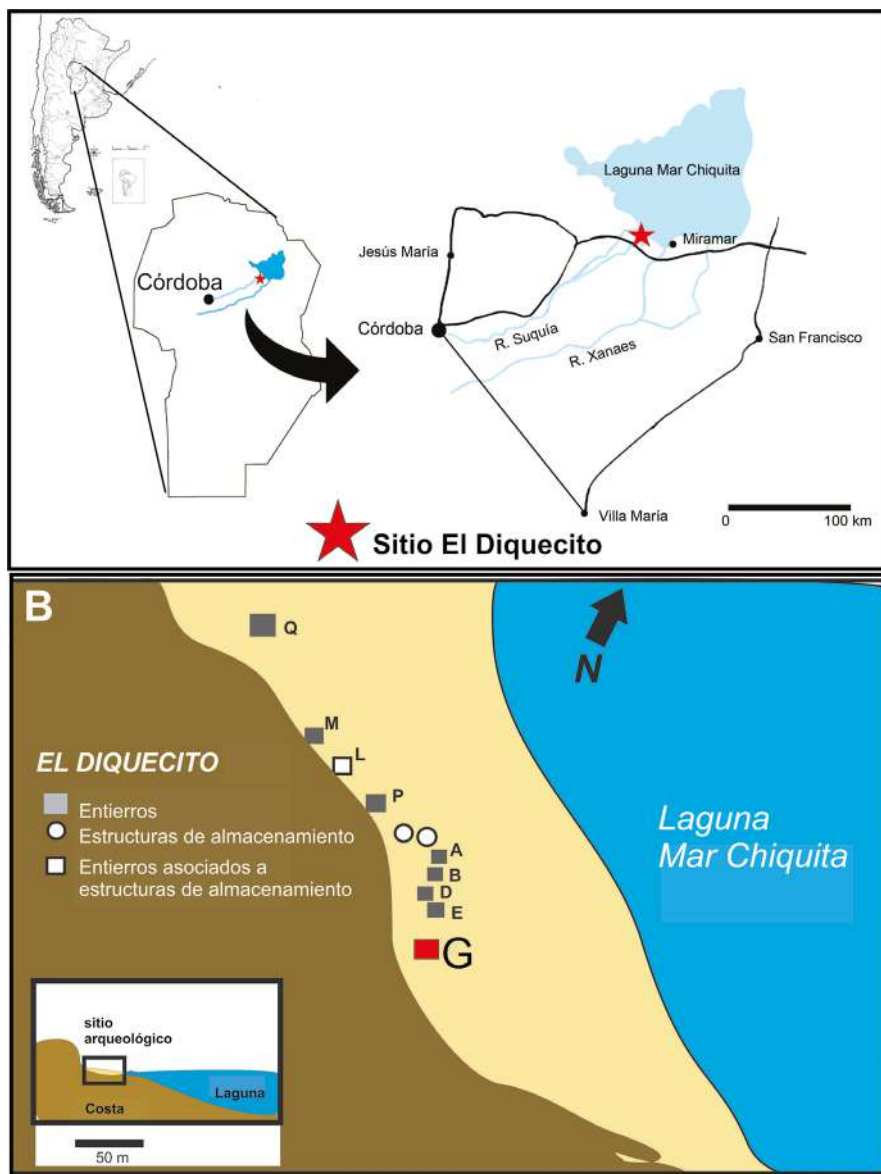 Laguna Mar Chiquita
Jesús María
Miramar
Córdoba
Córdoba
R. Suquía
R. Xanaes
San Francisco
Villa María
0 100 km
Sitio El Diquecito
B
N
Q
M
L
EL DIQUECITO
P
Entierros
Estructuras de almacenamiento
Entierros asociados a
estructuras de almacenamiento
A
B
D
E
G
Laguna
Mar Chiquita
sitio
arqueológico
Laguna
Costa
50 m